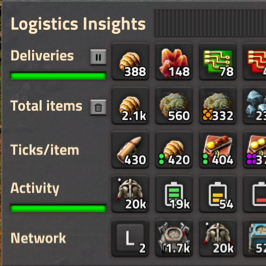 Logistics Insights
Deliveries
388 148 78
Total items
2.1k 560 332
Ticks/item
430 420 404
Activity
20k 19k 54
Network
L
2 1.7k 20k